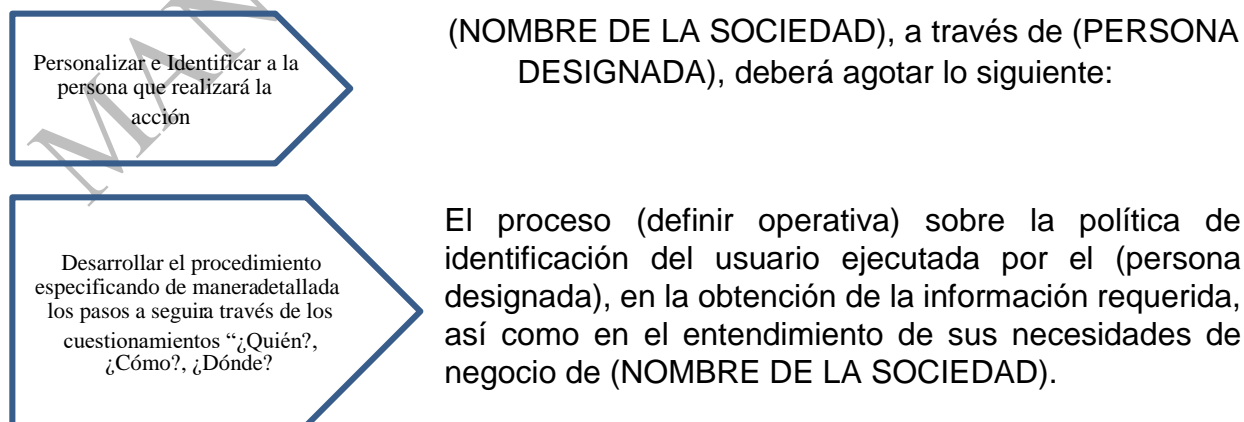 Personalizar e Identificar a la
persona que realizará la
acción
(NOMBRE DE LA SOCIEDAD), a través de (PERSONA
DESIGNADA), deberá agotar lo siguiente:
Desarrollar el procedimiento
especificando de maneradetallada
los pasos a seguira través de los
cuestionamientos “¿Quién?,
¿Cómo?, ¿Dónde?
El proceso (definir operativa) sobre la política de
identificación del usuario ejecutada por el (persona
designada), en la obtención de la información requerida,
así como en el entendimiento de sus necesidades de
negocio de (NOMBRE DE LA SOCIEDAD).